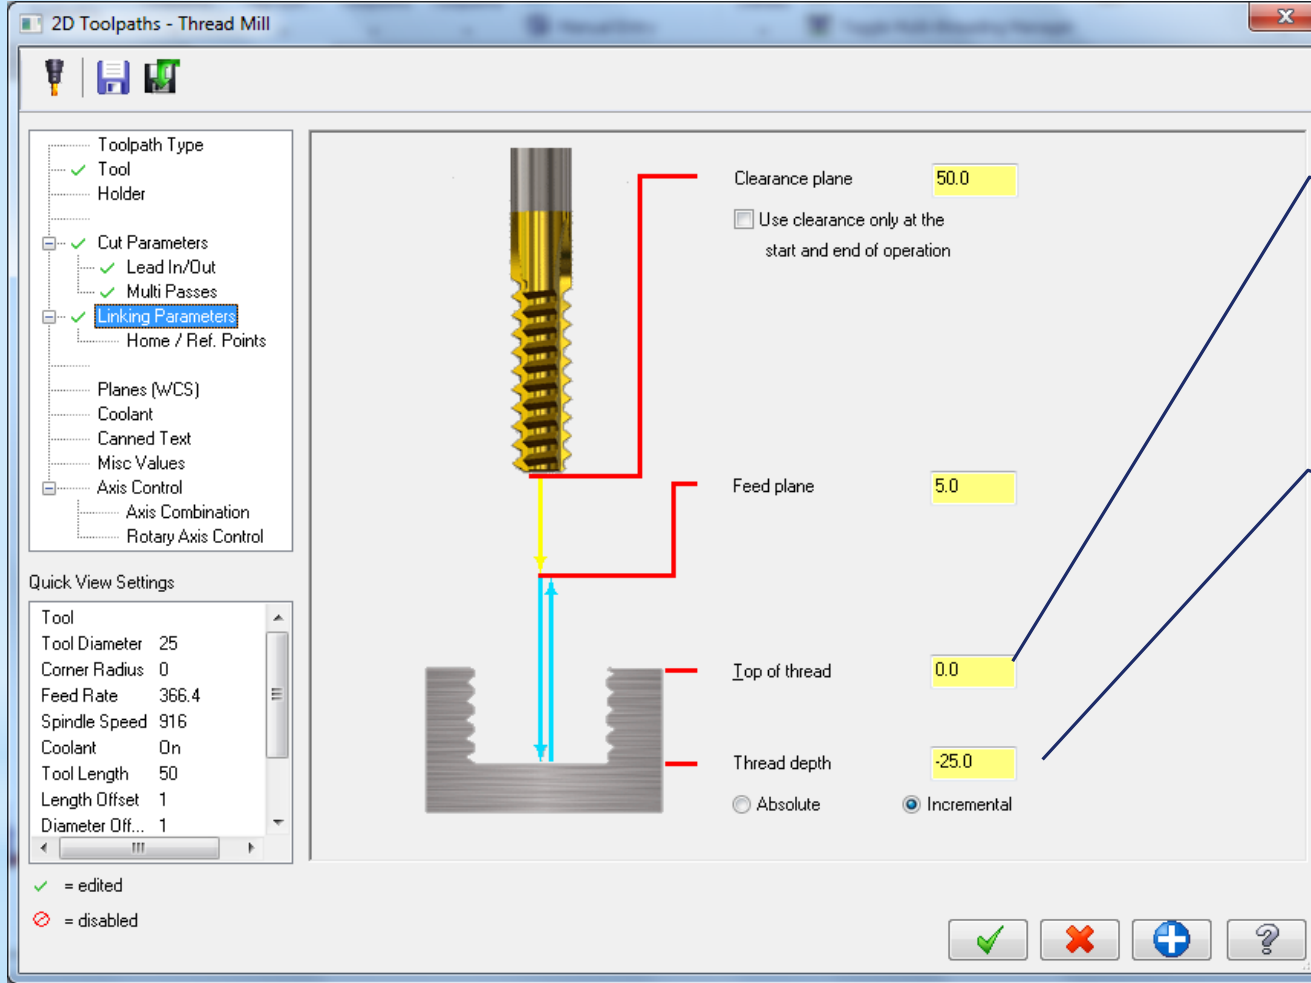 2D Toolpaths - Thread Mill
Toolpath Type
Tool
Holder
Cut Parameters
Lead In/Out
Multi Passes
Linking Parameters
Home / Ref. Points
Planes (WCS)
Coolant
Canned Text
Misc Values
Axis Control
Axis Combination
Rotary Axis Control
Quick View Settings
Tool
Tool Diameter 25
Corner Radius 0
Feed Rate 366.4
Spindle Speed 916
Coolant On
Tool Length 50
Length Offset 1
Diameter Off... 1
= edited
= disabled
Clearance plane 50.0
Use clearance only at the
start and end of operation
Feed plane 5.0
Top of thread 0.0
Thread depth -25.0
Absolute Incremental